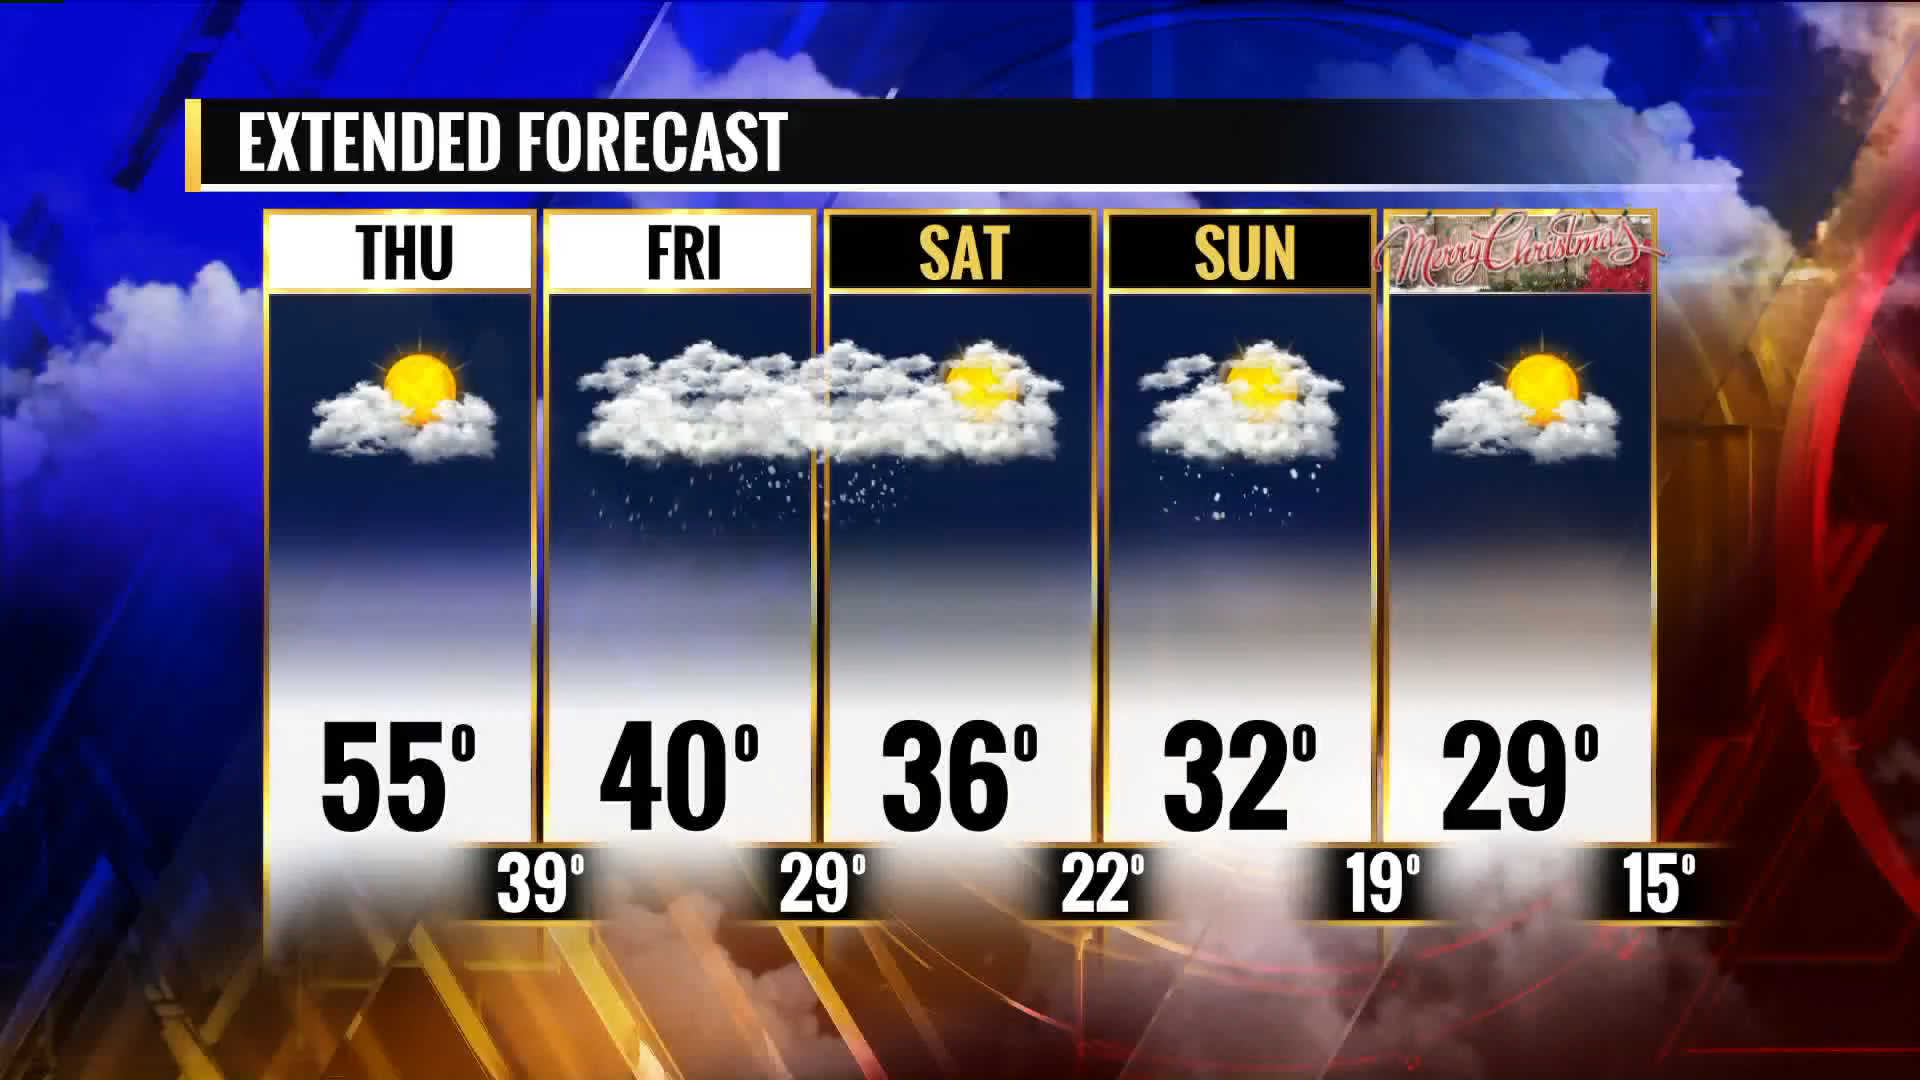 EXTENDED FORECAST
THU FRI SAT SUN Merry Christmas
55° 40° 36° 32° 29°
39° 29° 22° 19° 15°